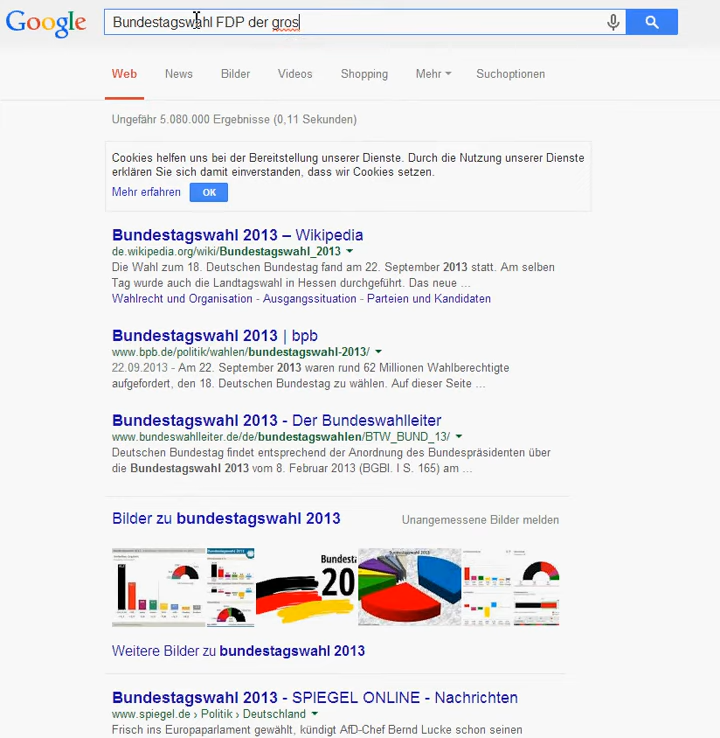 Google
Bundestagswahl FDP der gros
Web News Bilder Videos Shopping Mehr Suchoptionen
Ungefähr 5.080.000 Ergebnisse (0,11 Sekunden)
Cookies helfen uns bei der Bereitstellung unserer Dienste. Durch die Nutzung unserer Dienste
erklären Sie sich damit einverstanden, dass wir Cookies setzen.
Mehr erfahren OK
Bundestagswahl 2013 – Wikipedia
de.wikipedia.org/wiki/Bundestagswahl_2013
Die Wahl zum 18. Deutschen Bundestag fand am 22. September 2013 statt. Am selben
Tag wurde auch die Landtagswahl in Hessen durchgeführt. Das neue ...
Wahlrecht und Organisation - Ausgangssituation - Parteien und Kandidaten
Bundestagswahl 2013 | bpb
www.bpb.de/politik/wahlen/bundestagswahl-2013/
22.09.2013 - Am 22. September 2013 waren rund 62 Millionen Wahlberechtigte
aufgefordert, den 18. Deutschen Bundestag zu wählen. Auf dieser Seite ...
Bundestagswahl 2013 - Der Bundeswahlleiter
www.bundeswahlleiter.de/de/bundestagswahlen/BTW_BUND_13/
Deutschen Bundestag findet entsprechend der Anordnung des Bundespräsidenten über
die Bundestagswahl 2013 vom 8. Februar 2013 (BGBl. I S. 165) am ...
Bilder zu bundestagswahl 2013 Unangemessene Bilder melden
Bundesta
20
Weitere Bilder zu bundestagswahl 2013
Bundestagswahl 2013 - SPIEGEL ONLINE - Nachrichten
www.spiegel.de › Politik › Deutschland
Frisch ins Europaparlament gewählt, kündigt AfD-Chef Bernd Lucke schon seinen